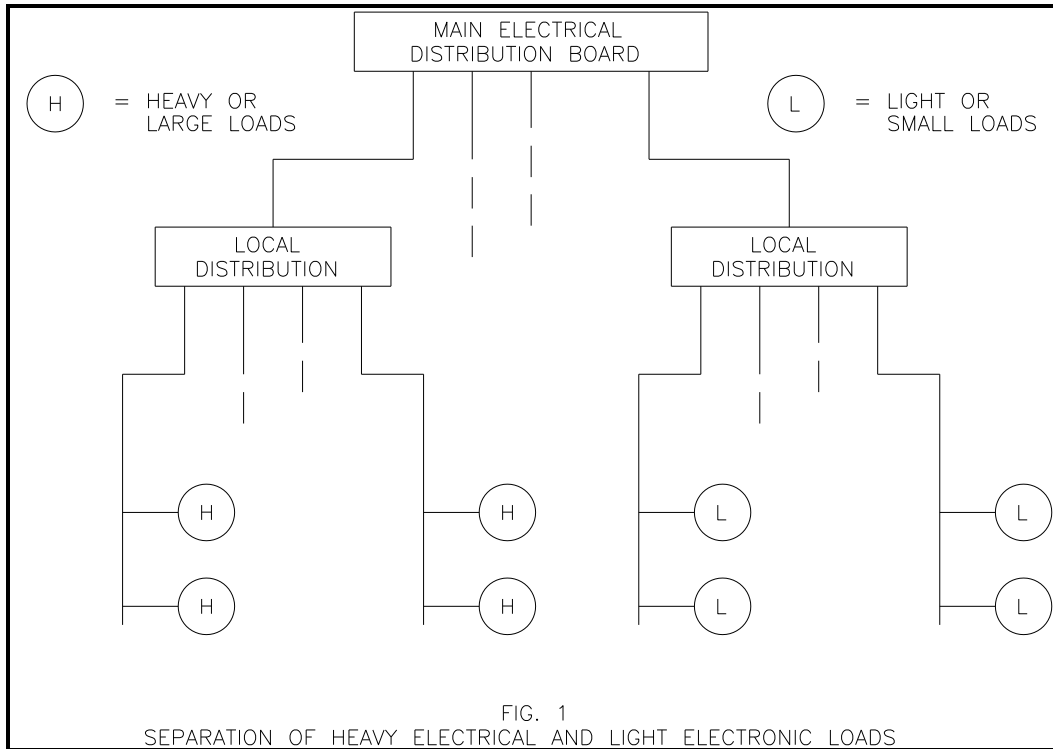 MAIN ELECTRICAL
DISTRIBUTION BOARD
H
= HEAVY OR
LARGE LOADS
L
= LIGHT OR
SMALL LOADS
LOCAL
DISTRIBUTION
LOCAL
DISTRIBUTION
H
H
L
L
H
H
L
L
FIG. 1
SEPARATION OF HEAVY ELECTRICAL AND LIGHT ELECTRONIC LOADS